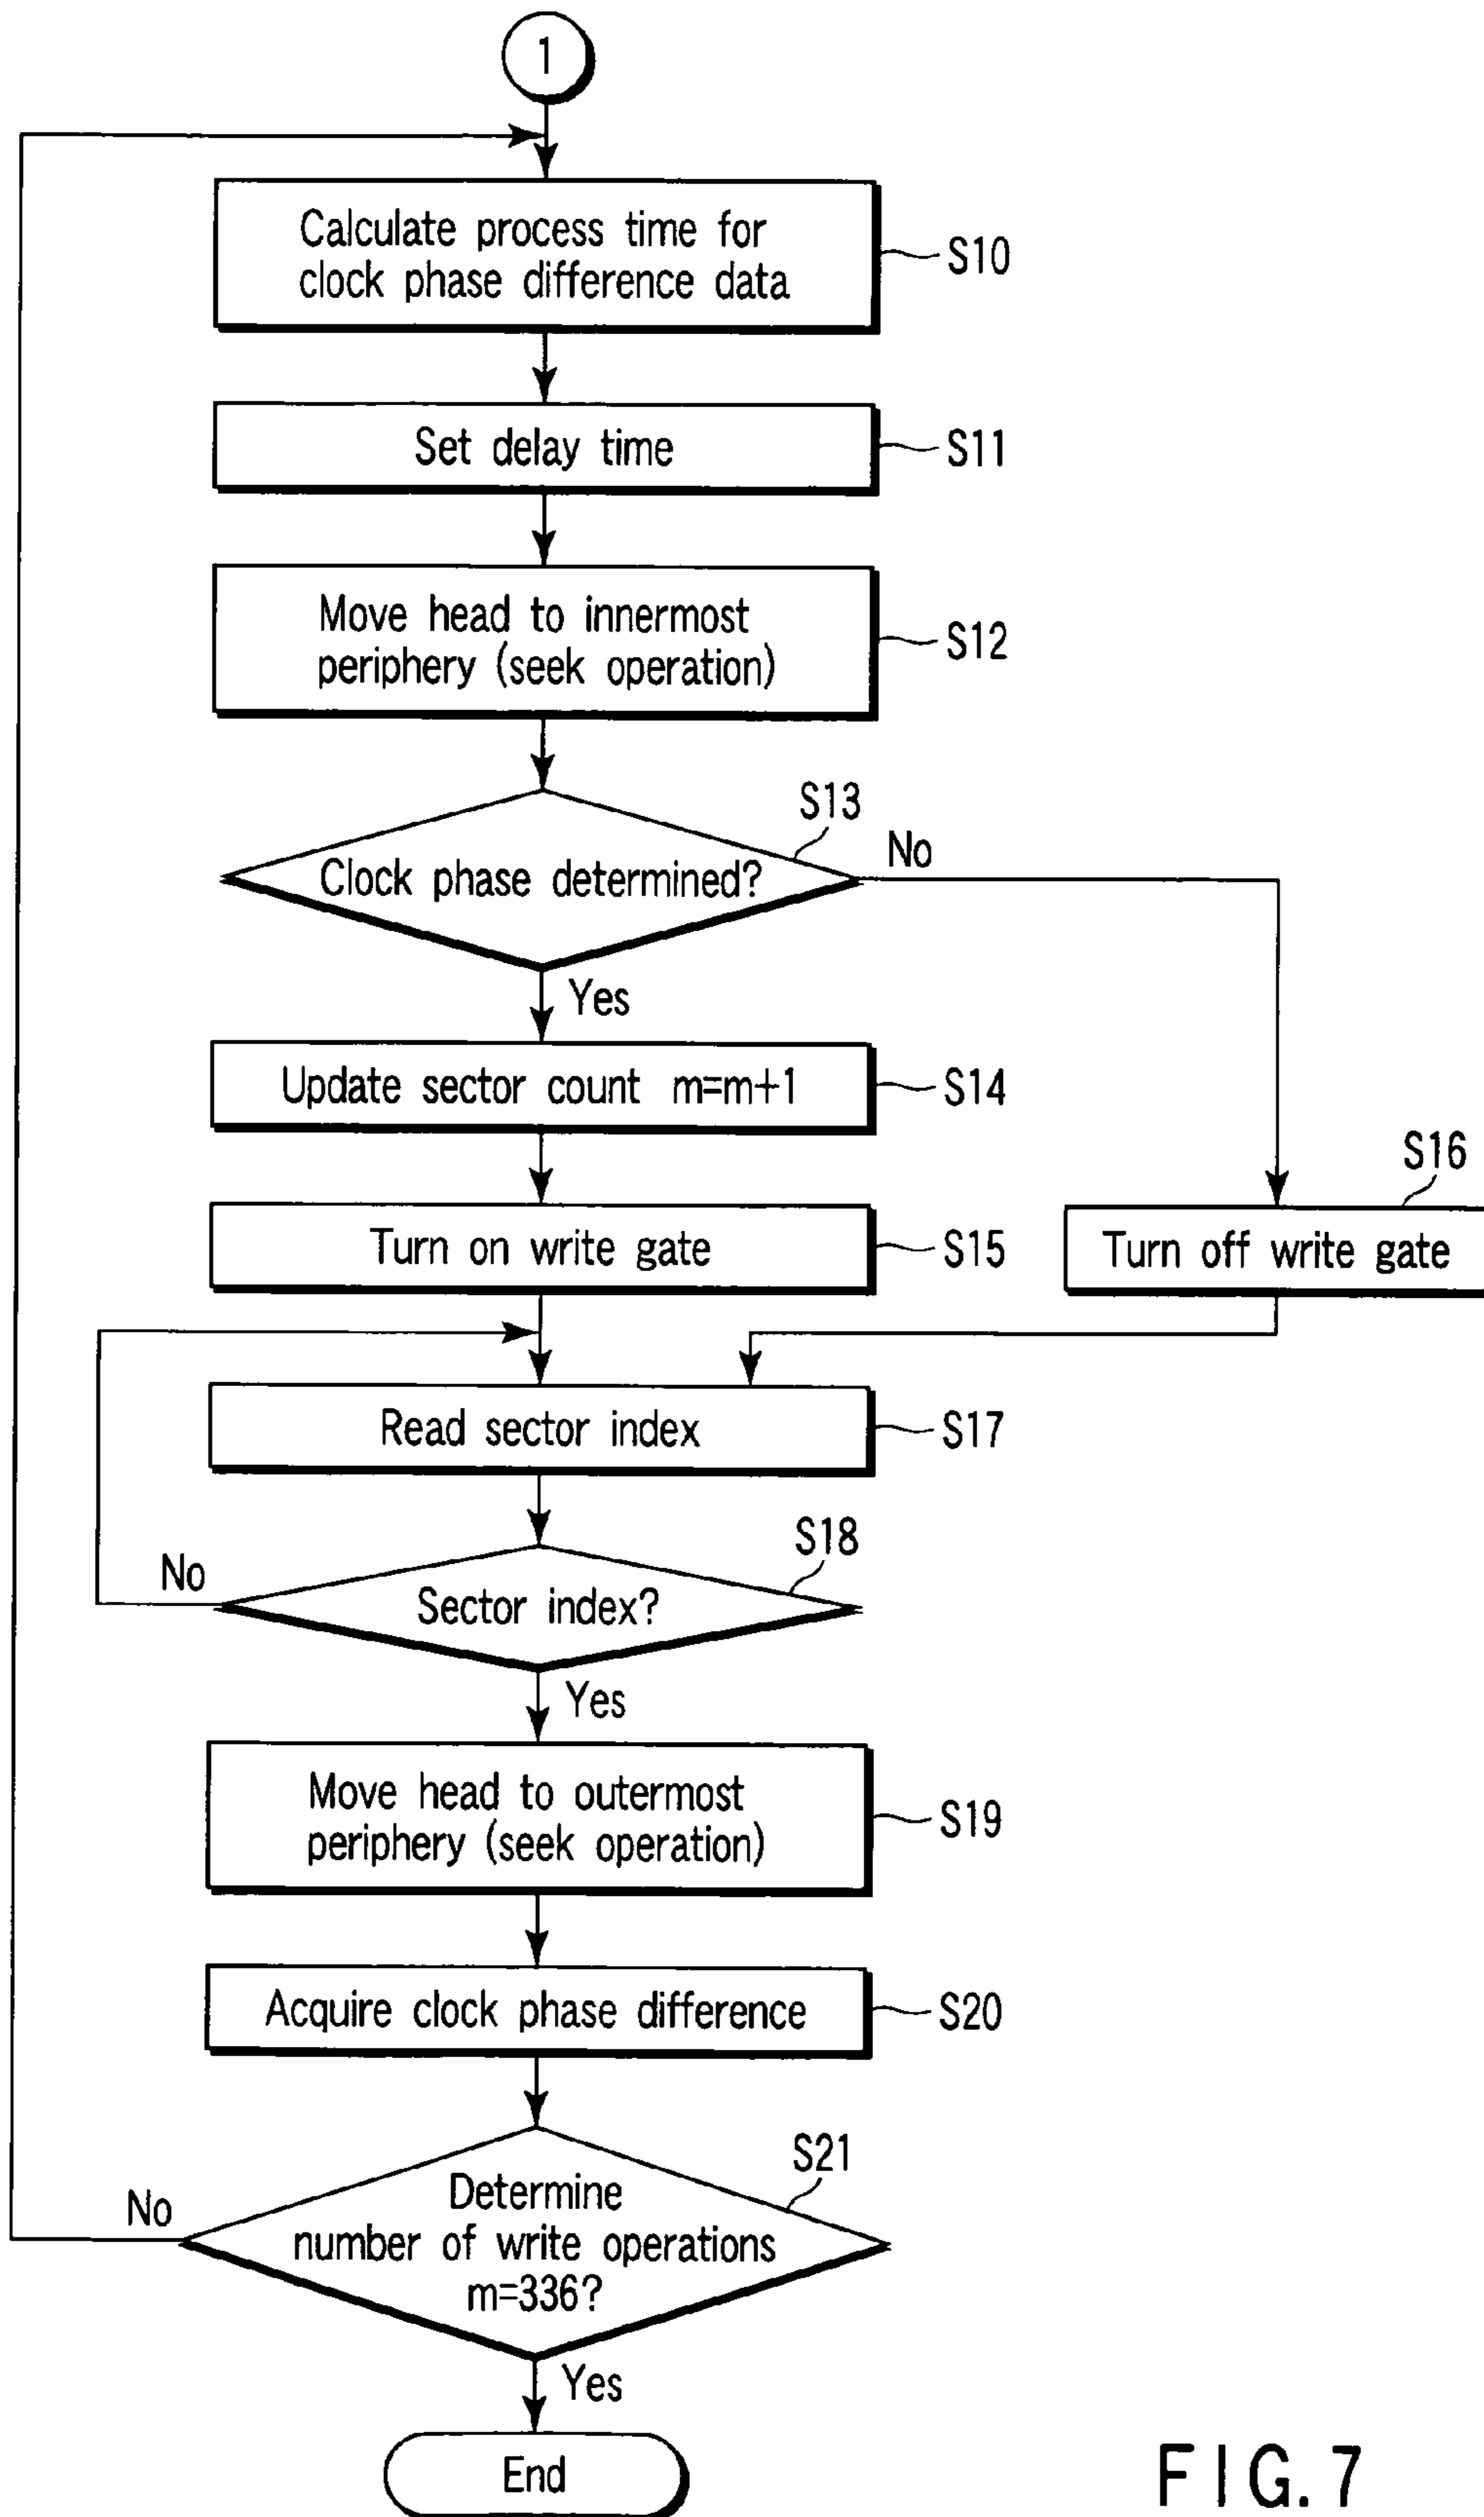 1
Calculate process time for
clock phase difference data
S10
Set delay time
S11
Move head to innermost
periphery (seek operation)
S12
S13
Clock phase determined?
No
Yes
Update sector count m=m+1
S14
Turn on write gate
S15
S16
Turn off write gate
Read sector index
S17
S18
No
Sector index?
Yes
Move head to outermost
periphery (seek operation)
S19
Acquire clock phase difference
S20
S21
No
Determine
number of write operations
m=336?
Yes
End
FIG. 7